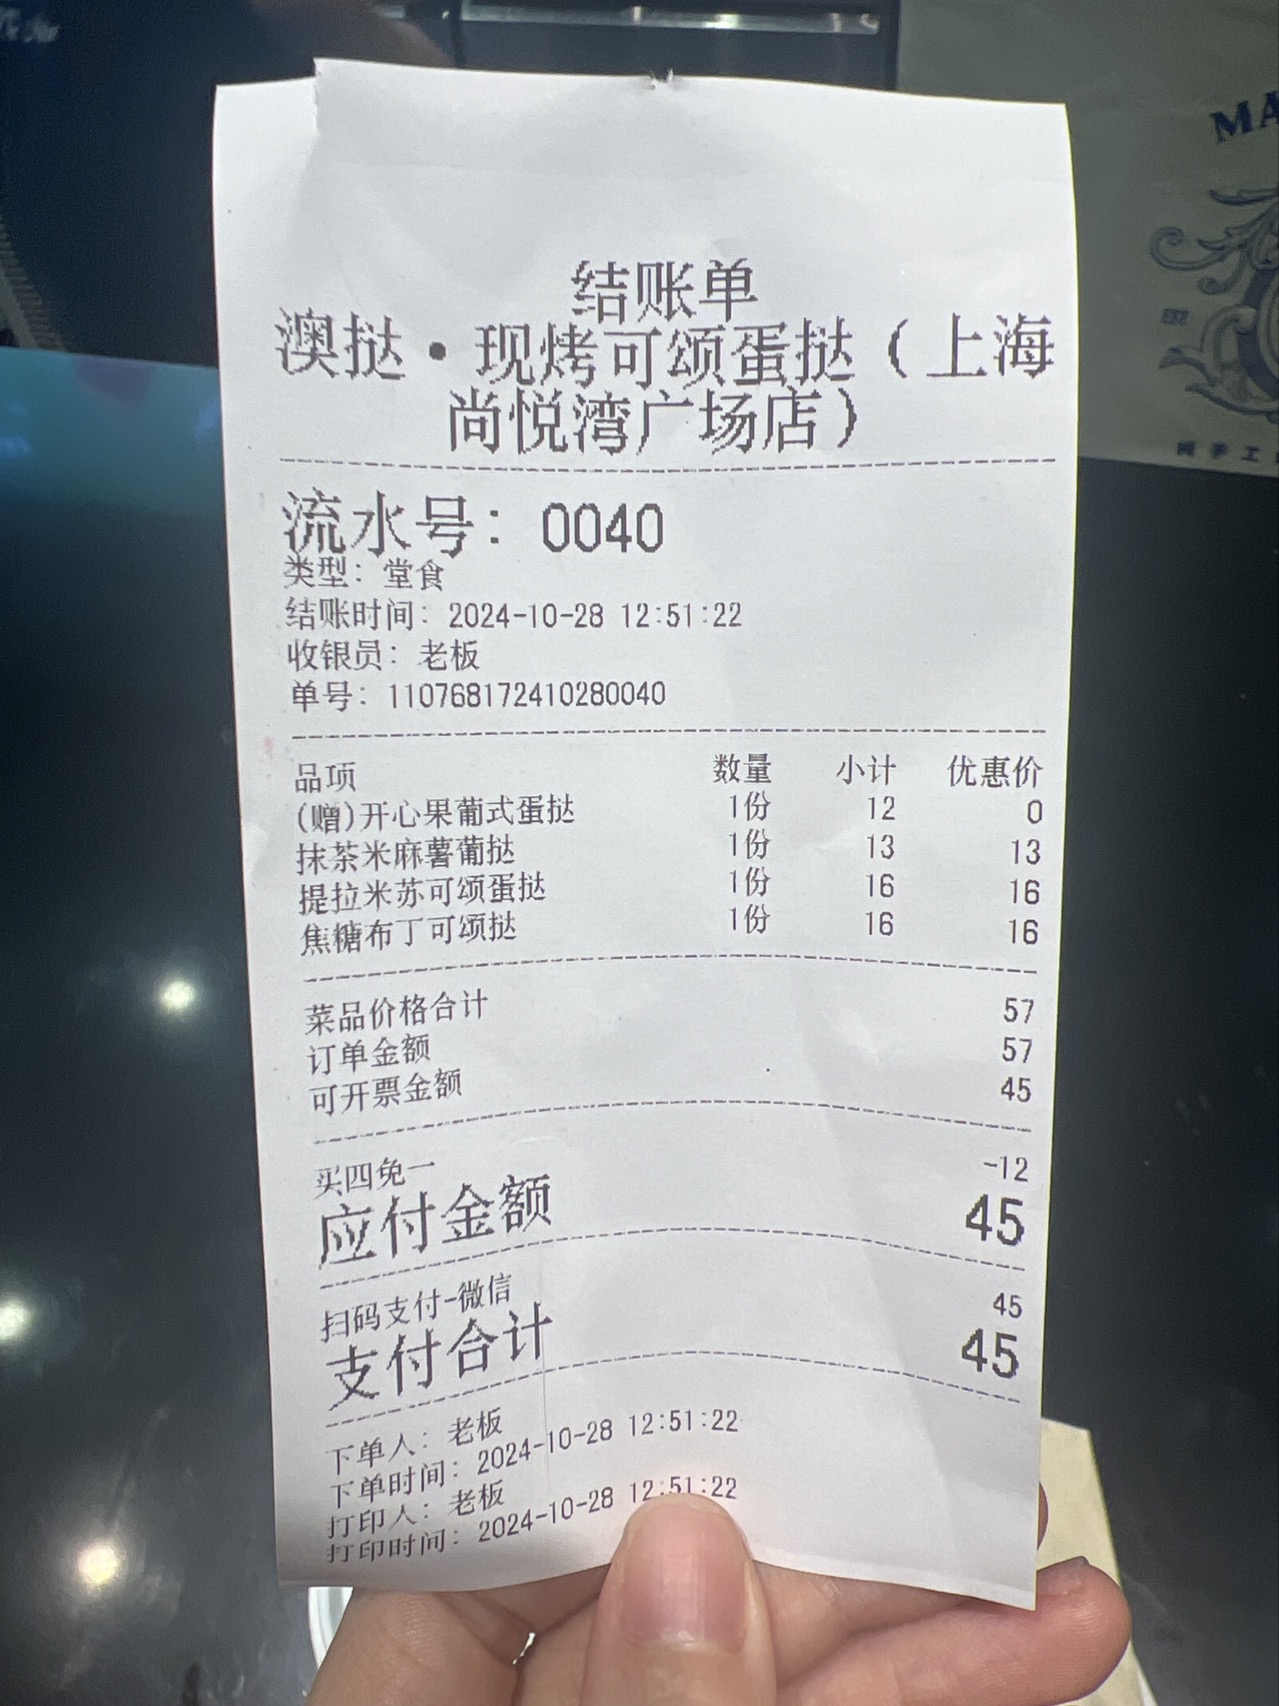 结账单
澳挞·现烤可颂蛋挞(上海
尚悦湾广场店)
流水号: 0040
类型: 堂食
结账时间: 2024-10-28 12:51:22
收银员: 老板
单号: 110768172410280040
品项 数量 小计 优惠价
(赠)开心果葡式蛋挞 1份 12 0
抹茶米麻薯葡挞 1份 13 13
提拉米苏可颂蛋挞 1份 16 16
焦糖布丁可颂挞 1份 16 16
菜品价格合计 57
订单金额 57
可开票金额 45
买四免一 -12
应付金额 45
扫码支付-微信 45
支付合计 45
下单人: 老板
下单时间: 2024-10-28 12:51:22
打印人: 老板
打印时间: 2024-10-28 12:51:22
MA
手工